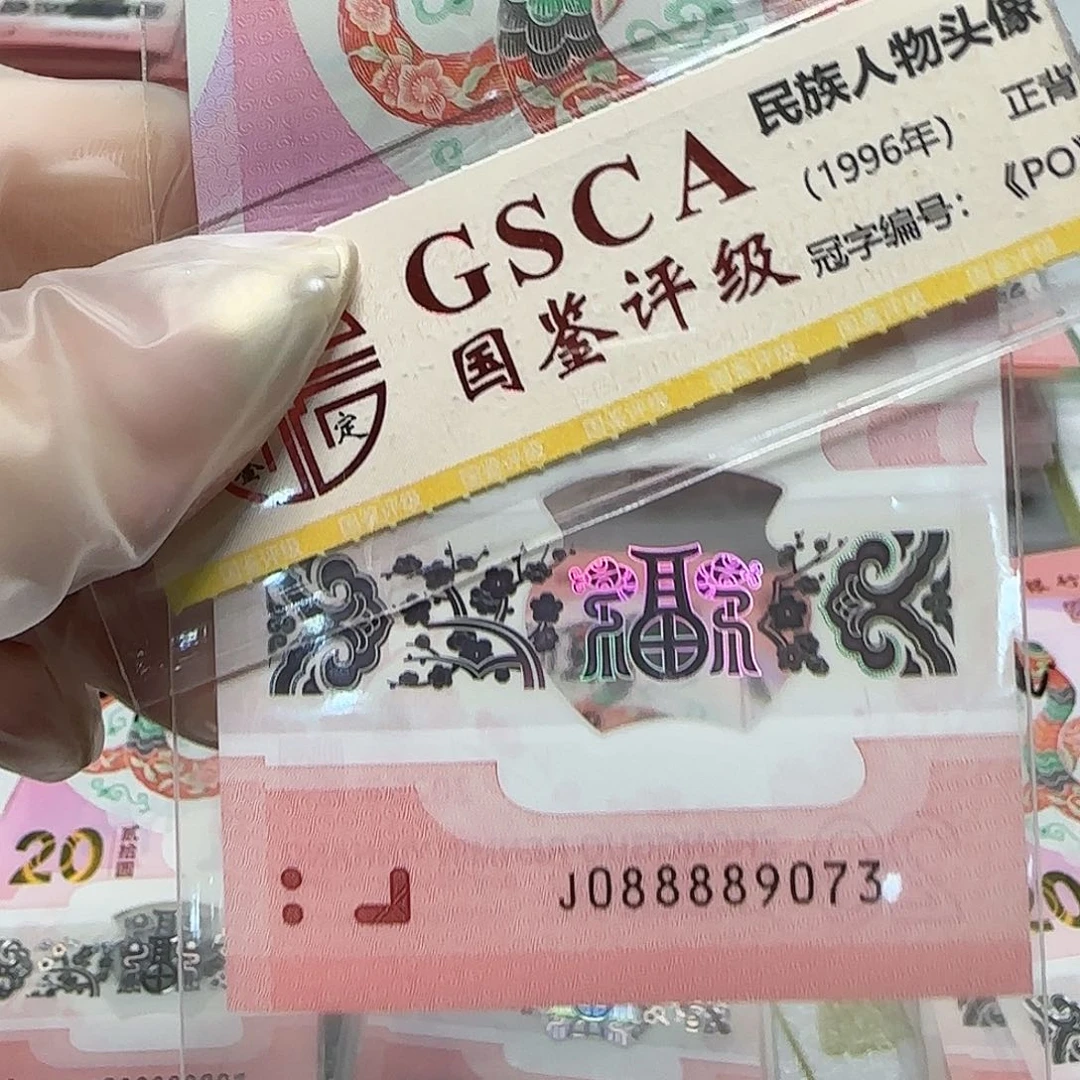 民族人物头像
GSCA
(1996年)
正背
国鉴评级
冠字编号：
《PO
定
J088889073
20
贰拾圆